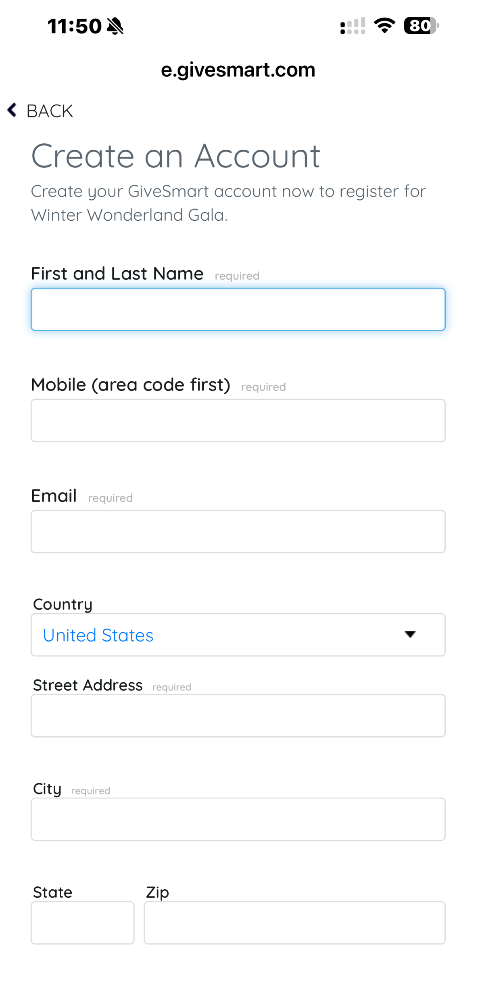 11:50
80
e.givesmart.com
BACK
Create an Account
Create your GiveSmart account now to register for
Winter Wonderland Gala.
First and Last Name required
Mobile (area code first) required
Email required
Country
United States
Street Address required
City required
State Zip